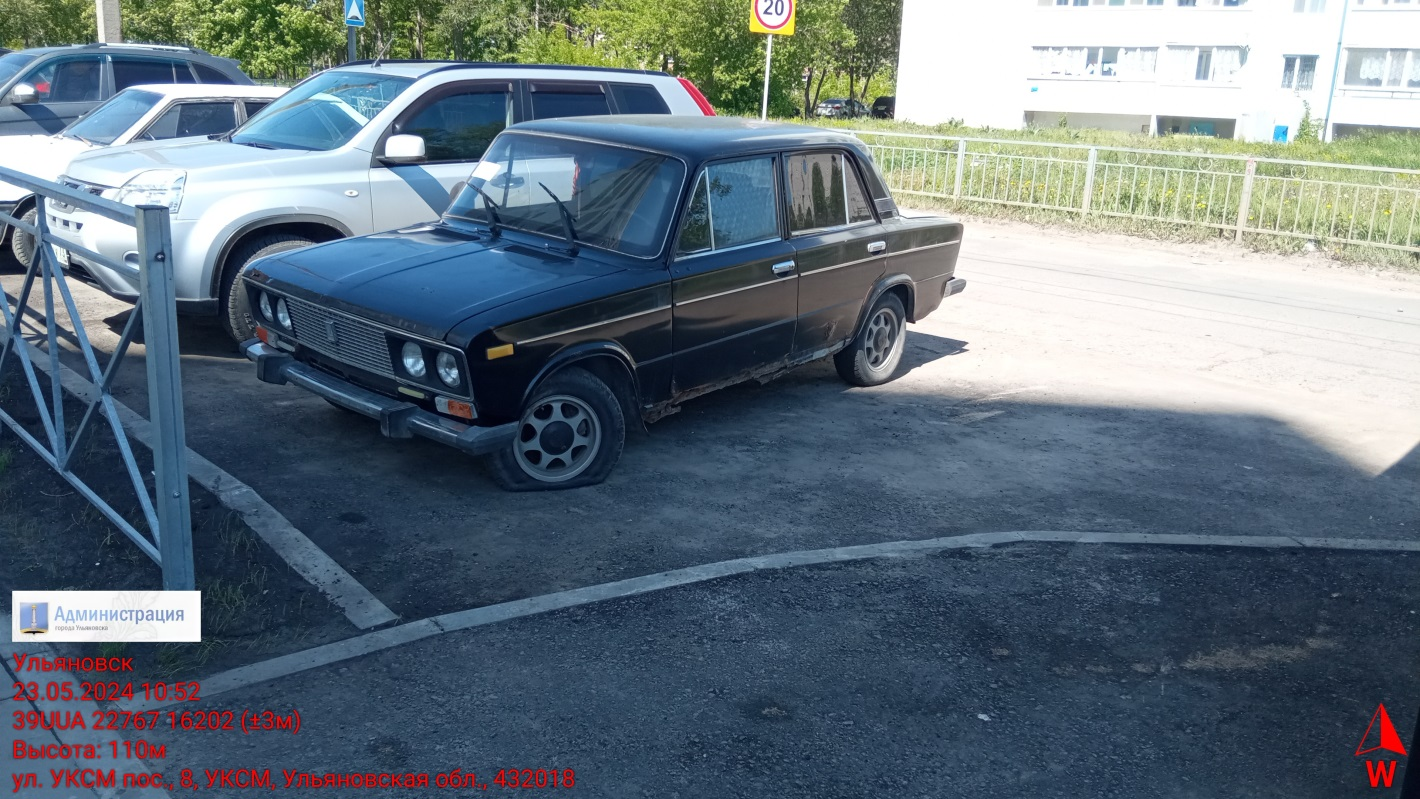 20
Администрация
города Ульяновска
Ульяновск
23.05.2024 10:52
39UUA 22767 16202 (±3м)
Высота: 110м
ул. УКСМ пос., 8, УКСМ, Ульяновская обл., 432018
W